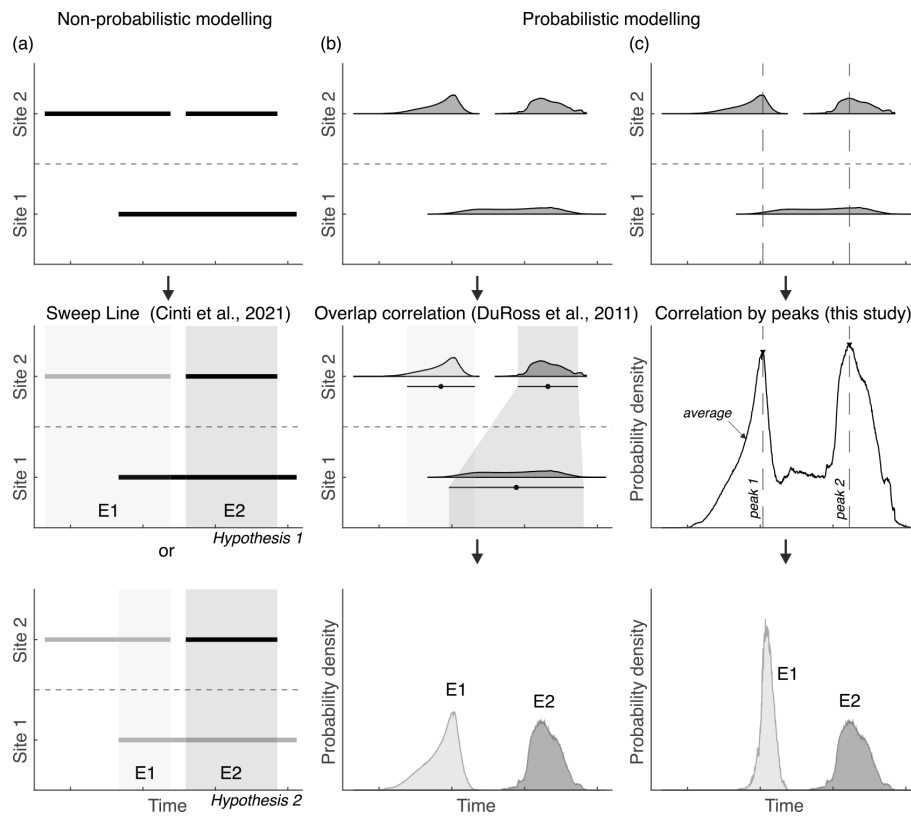 Non-probabilistic modelling
Probabilistic modelling
(a)
(b)
(c)
Site 2
Site 1
Sweep Line (Cinti et al., 2021)
Overlap correlation (DuRoss et al., 2011)
Correlation by peaks (this study)
Site 2
Site 1
E1
E2
Hypothesis 1
or
Site 2
Site 1
Probability density
average
peak 1
peak 2
Site 2
Site 1
E1
E2
Time
Hypothesis 2
Probability density
E1
E2
Time
Probability density
E1
E2
Time
Site 2
Site 1
Site 2
Site 1